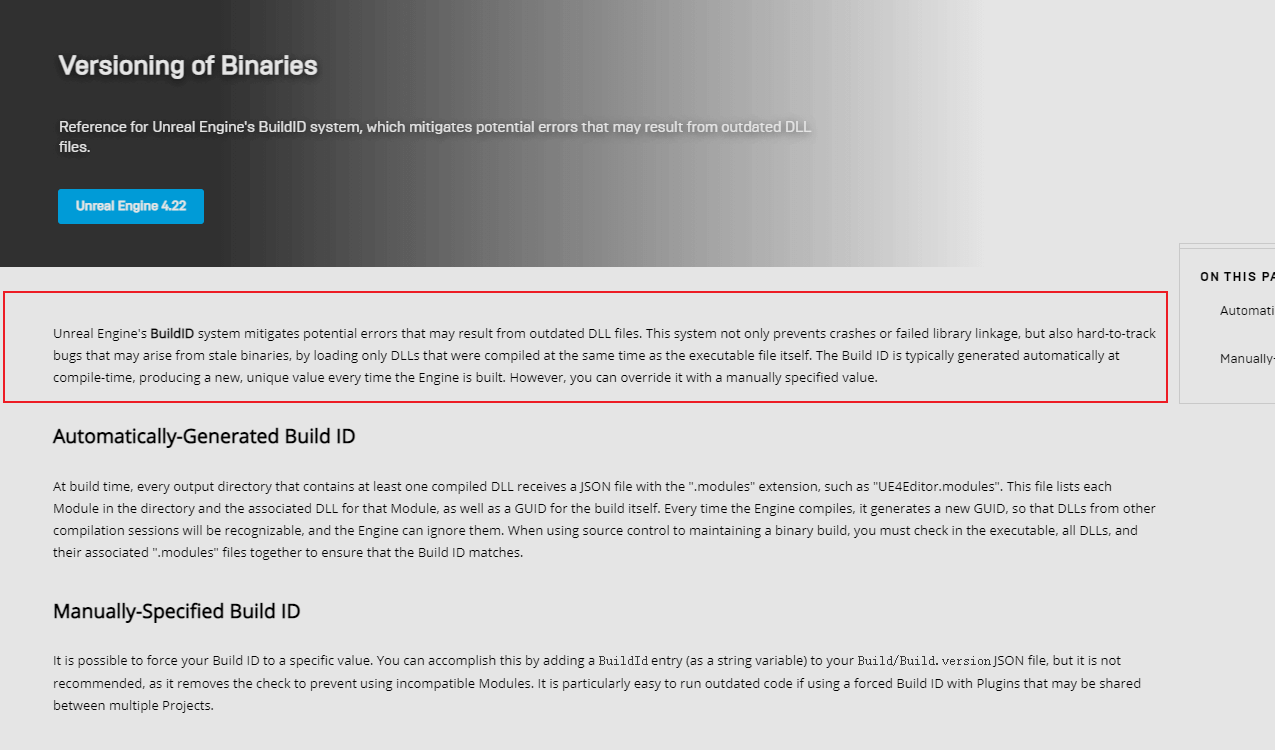 Versioning of Binaries
Reference for Unreal Engine's BuildID system, which mitigates potential errors that may result from outdated DLL
files.
Unreal Engine 4.22
ON THIS
Unreal Engine's BuildID system mitigates potential errors that may result from outdated DLL files. This system not only prevents crashes or failed library linkage, but also hard-to-track
bugs that may arise from stale binaries, by loading only DLLs that were compiled at the same time as the executable file itself. The Build ID is typically generated automatically at
compile-time, producing a new, unique value every time the Engine is built. However, you can override it with a manually specified value.
Automatically-Generated Build ID
At build time, every output directory that contains at least one compiled DLL receives a JSON file with the ".modules" extension, such as "UE4Editor.modules". This file lists each
Module in the directory and the associated DLL for that Module, as well as a GUID for the build itself. Every time the Engine compiles, it generates a new GUID, so that DLLs from other
compilation sessions will be recognizable, and the Engine can ignore them. When using source control to maintaining a binary build, you must check in the executable, all DLLs, and
their associated ".modules" files together to ensure that the Build ID matches.
Manually-Specified Build ID
It is possible to force your Build ID to a specific value. You can accomplish this by adding a BuildId entry (as a string variable) to your Build/Build.version JSON file, but it is not
recommended, as it removes the check to prevent using incompatible Modules. It is particularly easy to run outdated code if using a forced Build ID with Plugins that may be shared
between multiple Projects.